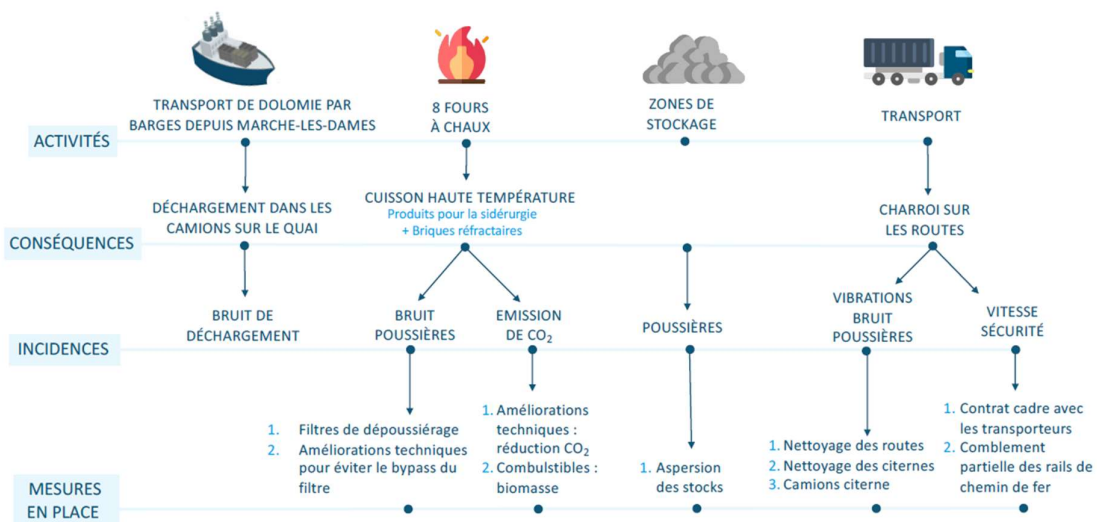 TRANSPORT DE DOLOMIE PAR
BARGES DEPUIS MARCHE-LES-DAMES
8 FOURS
À CHAUX
ZONES DE
STOCKAGE
TRANSPORT
ACTIVITÉS
DÉCHARGEMENT DANS LES
CAMIONS SUR LE QUAI
CUISSON HAUTE TEMPÉRATURE
Produits pour la sidérurgie
+ Briques réfractaires
CHARROI SUR
LES ROUTES
CONSÉQUENCES
BRUIT DE
DÉCHARGEMENT
BRUIT
POUSSIÈRES
EMISSION
DE CO₂
POUSSIÈRES
VIBRATIONS
BRUIT
POUSSIÈRES
VITESSE
SÉCURITÉ
INCIDENCES
1. Filtres de dépoussiérage
2. Améliorations techniques
pour éviter le bypass du
filtre
1. Améliorations
techniques :
réduction CO₂
2. Combulstibles :
biomasse
1. Aspersion
des stocks
1. Nettoyage des routes
2. Nettoyage des citernes
3. Camions citerne
1. Contrat cadre avec
les transporteurs
2. Comblement
partielle des rails de
chemin de fer
MESURES
EN PLACE